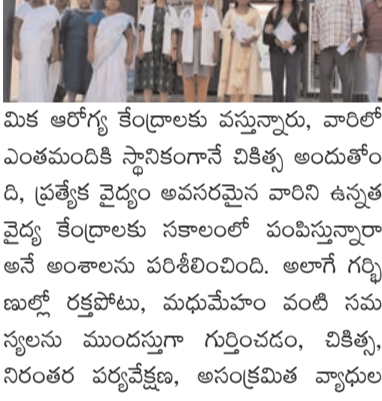 మిక ఆరోగ్య కేంద్రాలకు వస్తున్నారు, వారిలో
ఎంతమందికి స్థానికంగానే చికిత్స అందుతోం
ది, ప్రత్యేక వైద్యం అవసరమైన వారిని ఉన్నత
వైద్య కేంద్రాలకు సకాలంలో పంపిస్తున్నారా
అనే అంశాలను పరిశీలించింది. అలాగే గర్భి
ణుల్లో రక్తపోటు, మధుమేహం వంటి సమ
స్యలను ముందస్తుగా గుర్తించడం, చికిత్స,
నిరంతర పర్యవేక్షణ, అసంక్రమిత వ్యాధుల